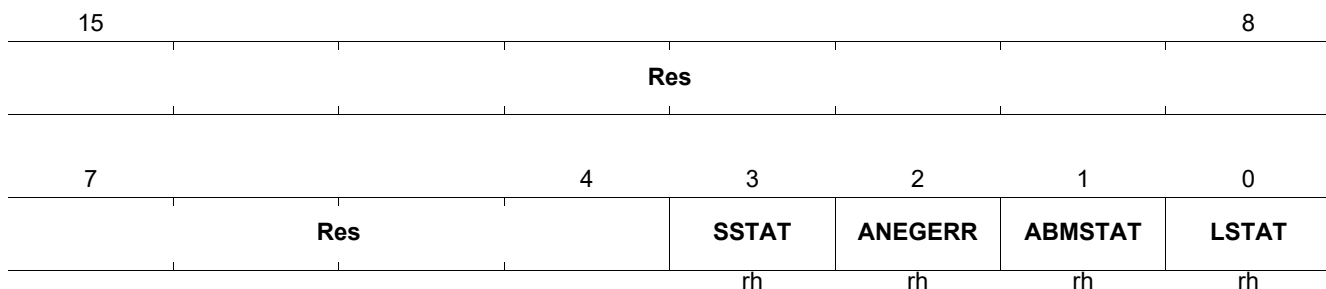 15 8
Res
7 4 3 2 1 0
Res SSTAT ANEGERR ABMSTAT LSTAT
rh rh rh rh